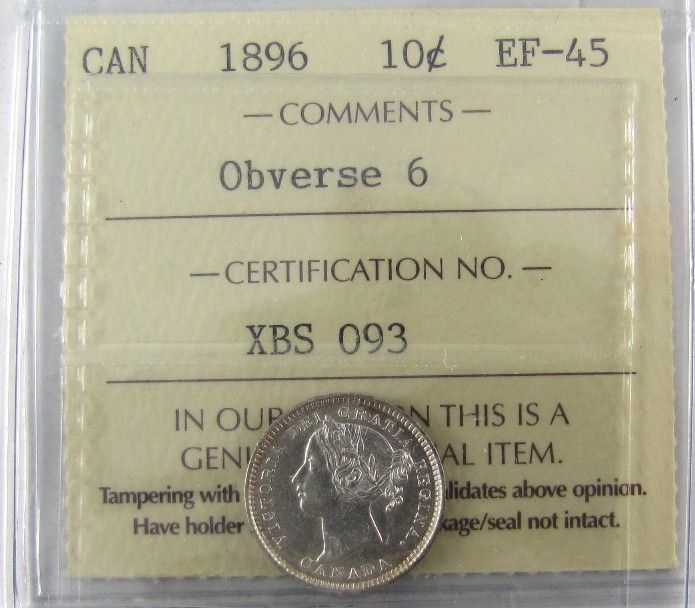 CAN 1896 10¢ EF-45
— COMMENTS —
Obverse 6
— CERTIFICATION NO. —
XBS 093
IN OUR N THIS IS A
GENU AL ITEM.
Tampering with lidates above opinion.
Have holder kage/seal not intact.
VICTORIA DEI GRATIA REGINA.
CANADA